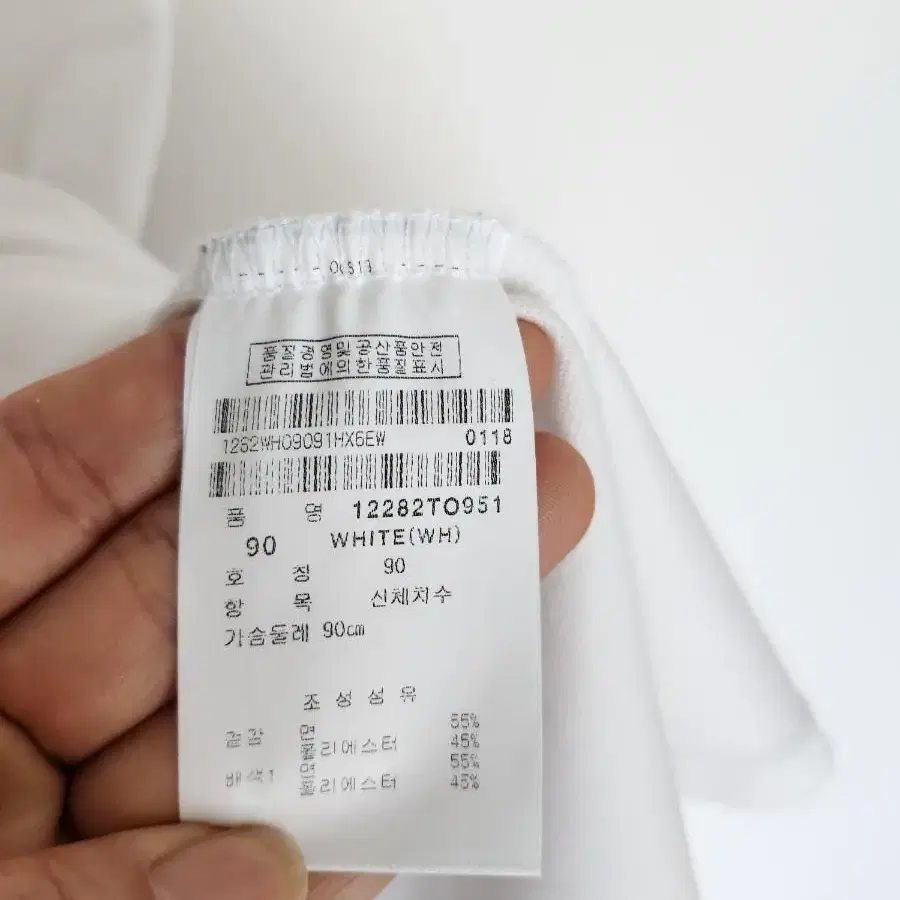 품질경영및공산품안전
관리법에의한품질표시
1262WH09091HX6EW 0118
품 명 12282TO951
90 WHITE(WH)
호 칭 90
항 목 신체치수
가슴둘레 90cm
조 성 섬 유
겉감 면 55%
폴리에스터 45%
배색1 면 55%
폴리에스터 45%